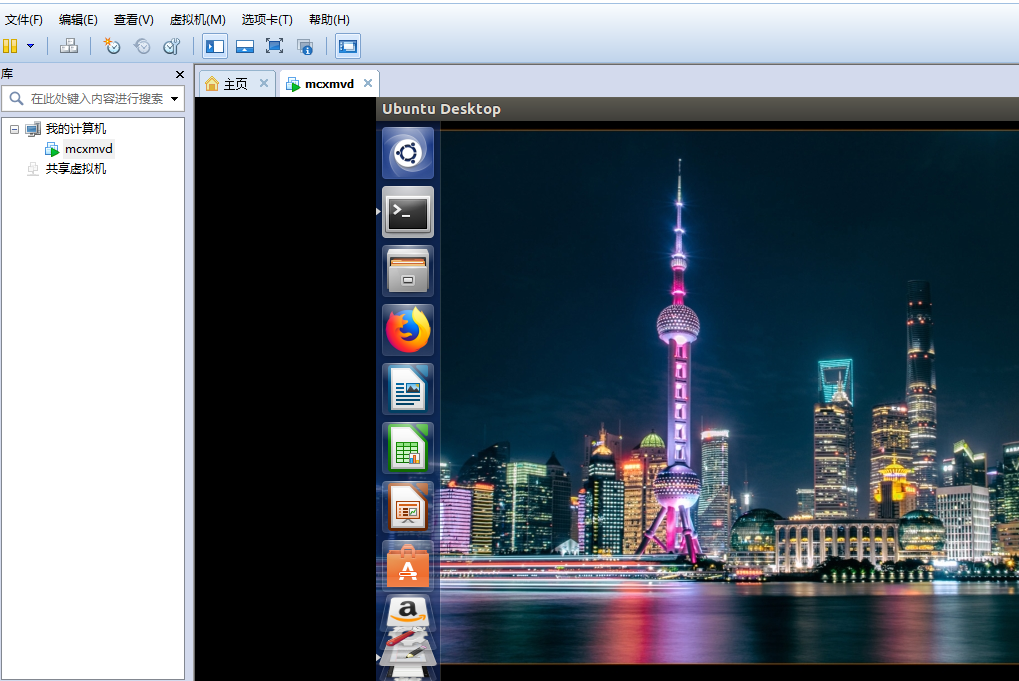 文件(F) 编辑(E) 查看(V) 虚拟机(M) 选项卡(T) 帮助(H)
库
在此处键入内容进行搜索
我的计算机
mcxmvd
共享虚拟机
主页
mcxmvd
Ubuntu Desktop
>_
A
a